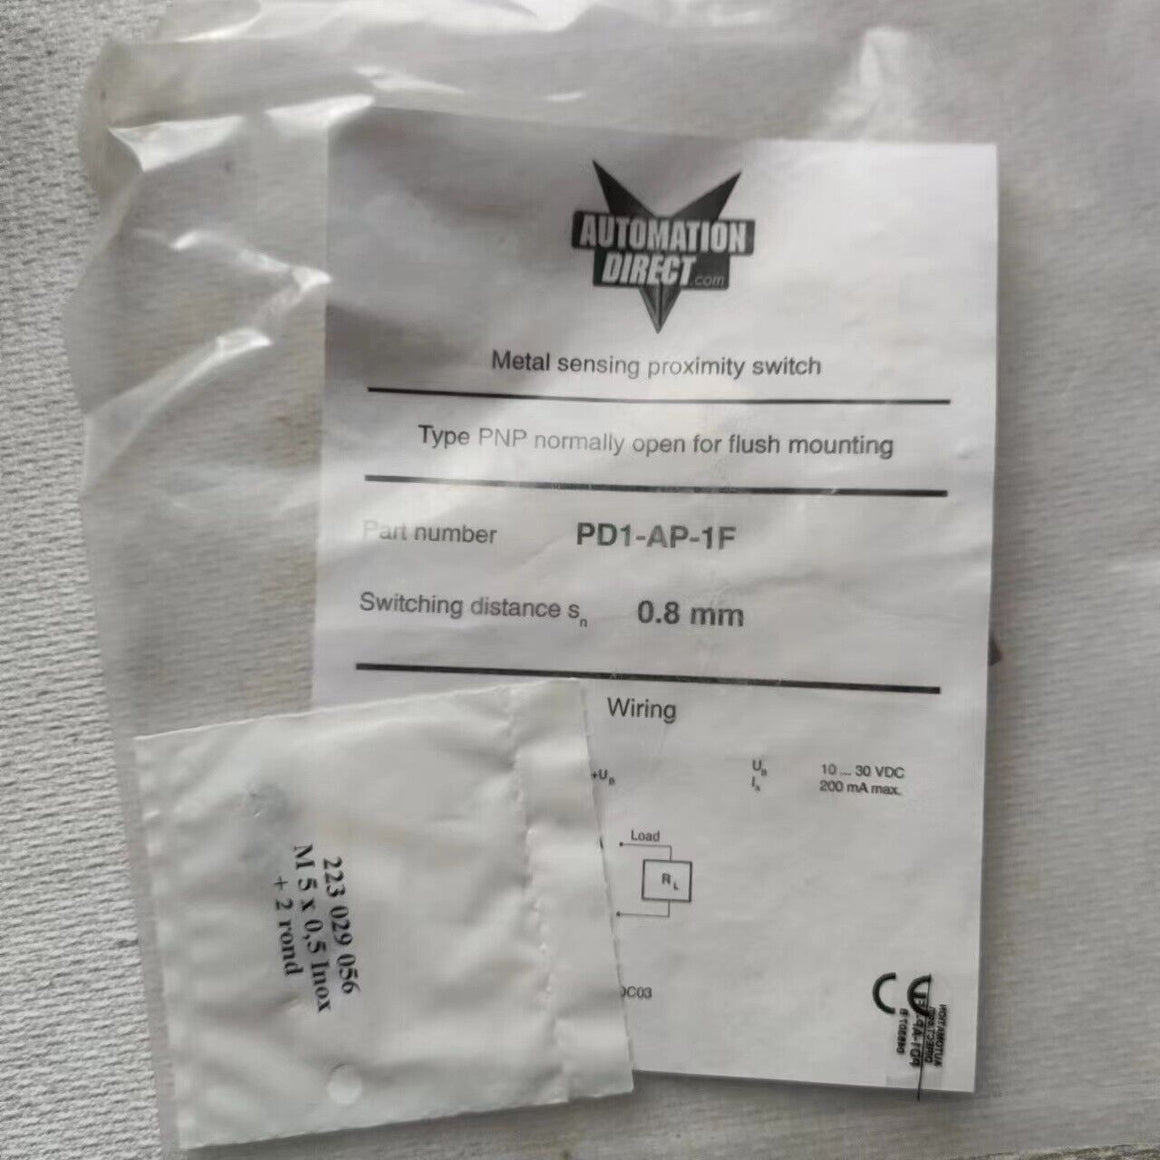 AUTOMATION
DIRECT.com
Metal sensing proximity switch
Type PNP normally open for flush mounting
Part number PD1-AP-1F
Switching distance sn 0.8 mm
Wiring
+UB
UB 10 ... 30 VDC
200 mA max.
Load
RL
DC03
CE
223 029 056
M 5 x 0,5 Inox
+ 2 rond